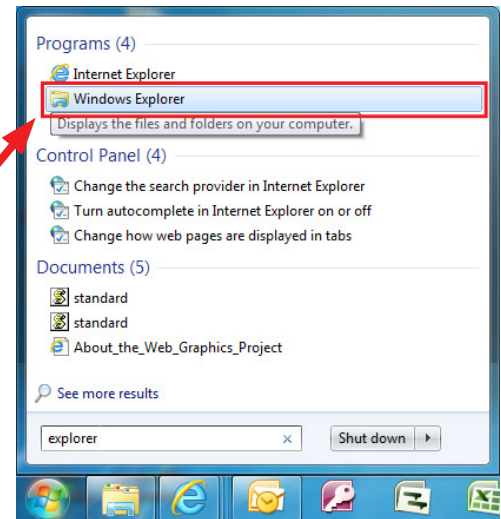 Programs (4)
Internet Explorer
Windows Explorer
Displays the files and folders on your computer.
Control Panel (4)
Change the search provider in Internet Explorer
Turn autocomplete in Internet Explorer on or off
Change how web pages are displayed in tabs
Documents (5)
standard
standard
About_the_Web_Graphics_Project
See more results
explorer × Shut down